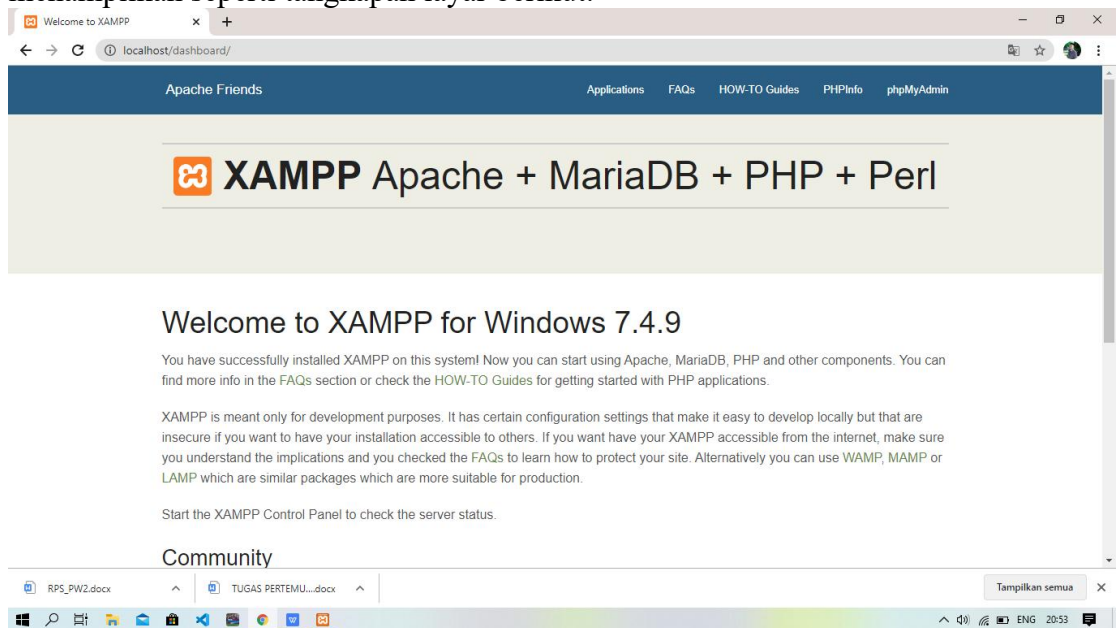 menampilkan seperti tangkapan layar berikut:
Welcome to XAMPP
localhost/dashboard/
Apache Friends Applications FAQs HOW-TO Guides PHPInfo phpMyAdmin
XAMPP Apache + MariaDB + PHP + Perl
Welcome to XAMPP for Windows 7.4.9
You have successfully installed XAMPP on this system! Now you can start using Apache, MariaDB, PHP and other components. You can
find more info in the FAQs section or check the HOW-TO Guides for getting started with PHP applications.
XAMPP is meant only for development purposes. It has certain configuration settings that make it easy to develop locally but that are
insecure if you want to have your installation accessible to others. If you want have your XAMPP accessible from the internet, make sure
you understand the implications and you checked the FAQs to learn how to protect your site. Alternatively you can use WAMP, MAMP or
LAMP which are similar packages which are more suitable for production.
Start the XAMPP Control Panel to check the server status.
Community
RPS_PW2.docx TUGAS PERTEMU....docx Tampilkan semua
ENG 20:53